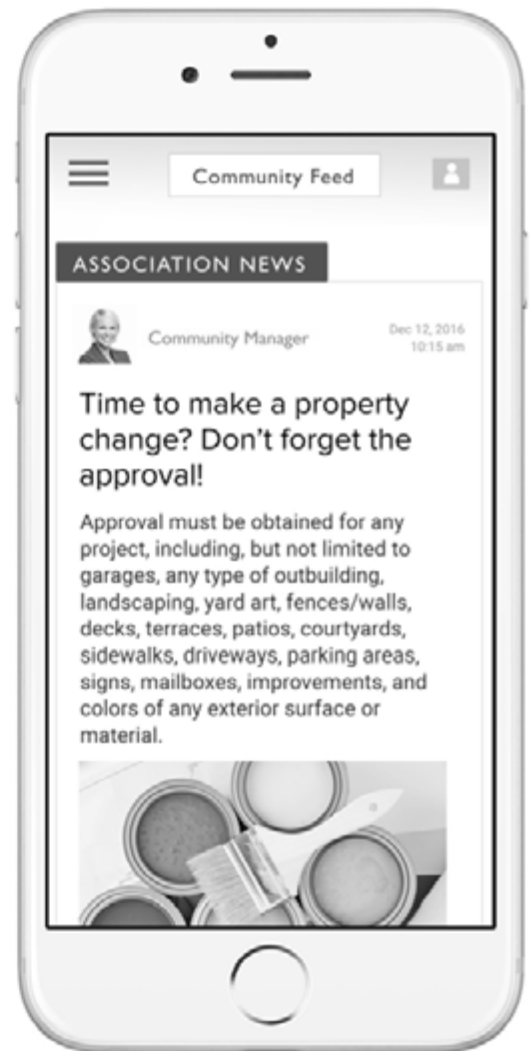 Community Feed
ASSOCIATION NEWS
Community Manager
Dec 12, 2016
10:15 am
Time to make a property
change? Don't forget the
approval!
Approval must be obtained for any
project, including, but not limited to
garages, any type of outbuilding,
landscaping, yard art, fences/walls,
decks, terraces, patios, courtyards,
sidewalks, driveways, parking areas,
signs, mailboxes, improvements, and
colors of any exterior surface or
material.